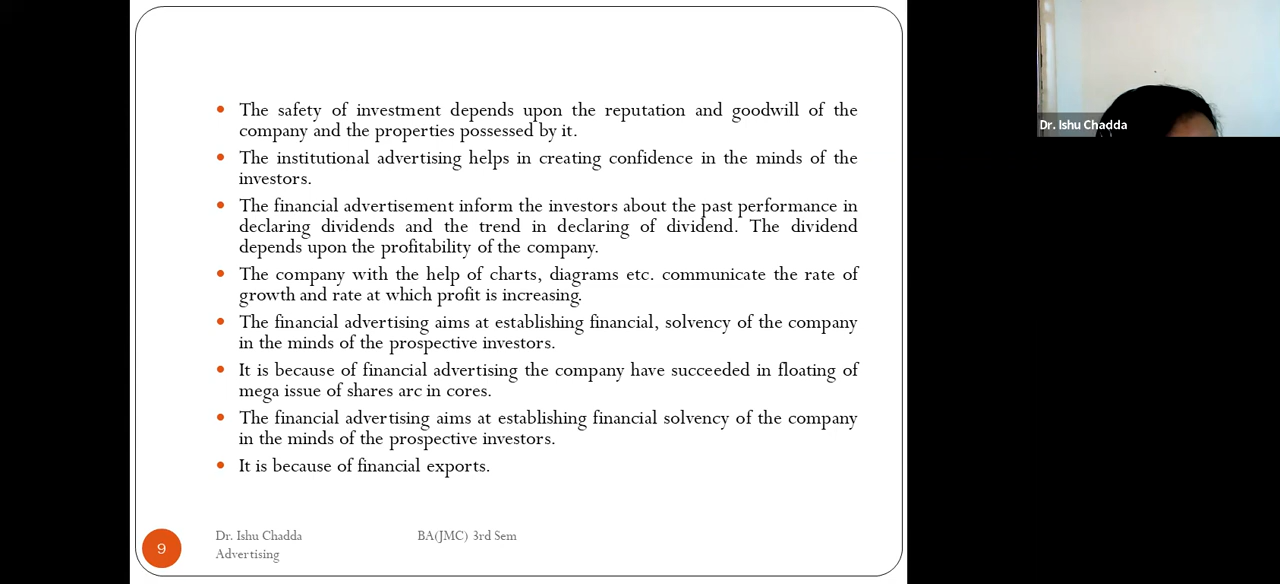 The safety of investment depends upon the reputation and goodwill of the
company and the properties possessed by it.
The institutional advertising helps in creating confidence in the minds of the
investors.
The financial advertisement inform the investors about the past performance in
declaring dividends and the trend in declaring of dividend. The dividend
depends upon the profitability of the company.
The company with the help of charts, diagrams etc. communicate the rate of
growth and rate at which profit is increasing.
The financial advertising aims at establishing financial, solvency of the company
in the minds of the prospective investors.
It is because of financial advertising the company have succeeded in floating of
mega issue of shares arc in cores.
The financial advertising aims at establishing financial solvency of the company
in the minds of the prospective investors.
It is because of financial exports.
9
Dr. Ishu Chadda
Advertising
BA(JMC) 3rd Sem
Dr. Ishu Chadda